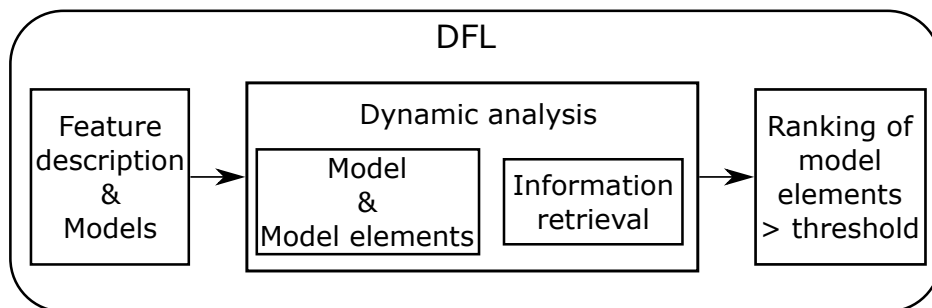 DFL
Feature
description
&
Models
Dynamic analysis
Model
&
Model elements
Information
retrieval
Ranking of
model
elements
> threshold